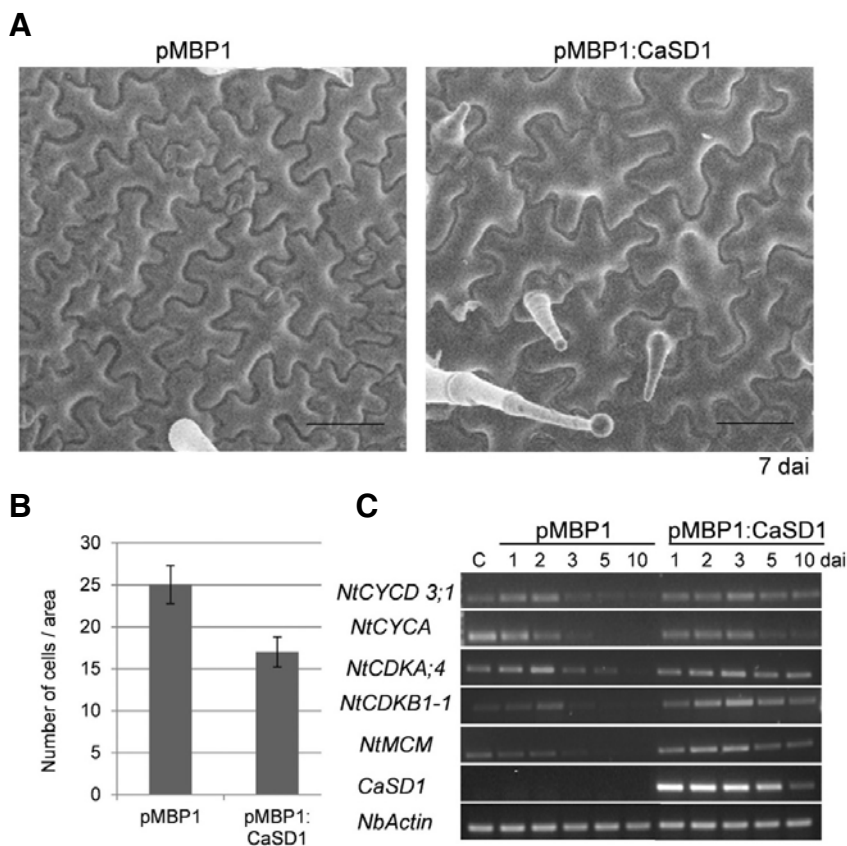 A
pMBP1
pMBP1:CaSD1
7 dai
B
Number of cells / area
30
25
20
15
10
5
0
pMBP1
pMBP1:
CaSD1
C
pMBP1
pMBP1:CaSD1
C 1 2 3 5 10 1 2 3 5 10 dai
NtCYCD 3;1
NtCYCA
NtCDKA;4
NtCDKB1-1
NtMCM
CaSD1
NbActin